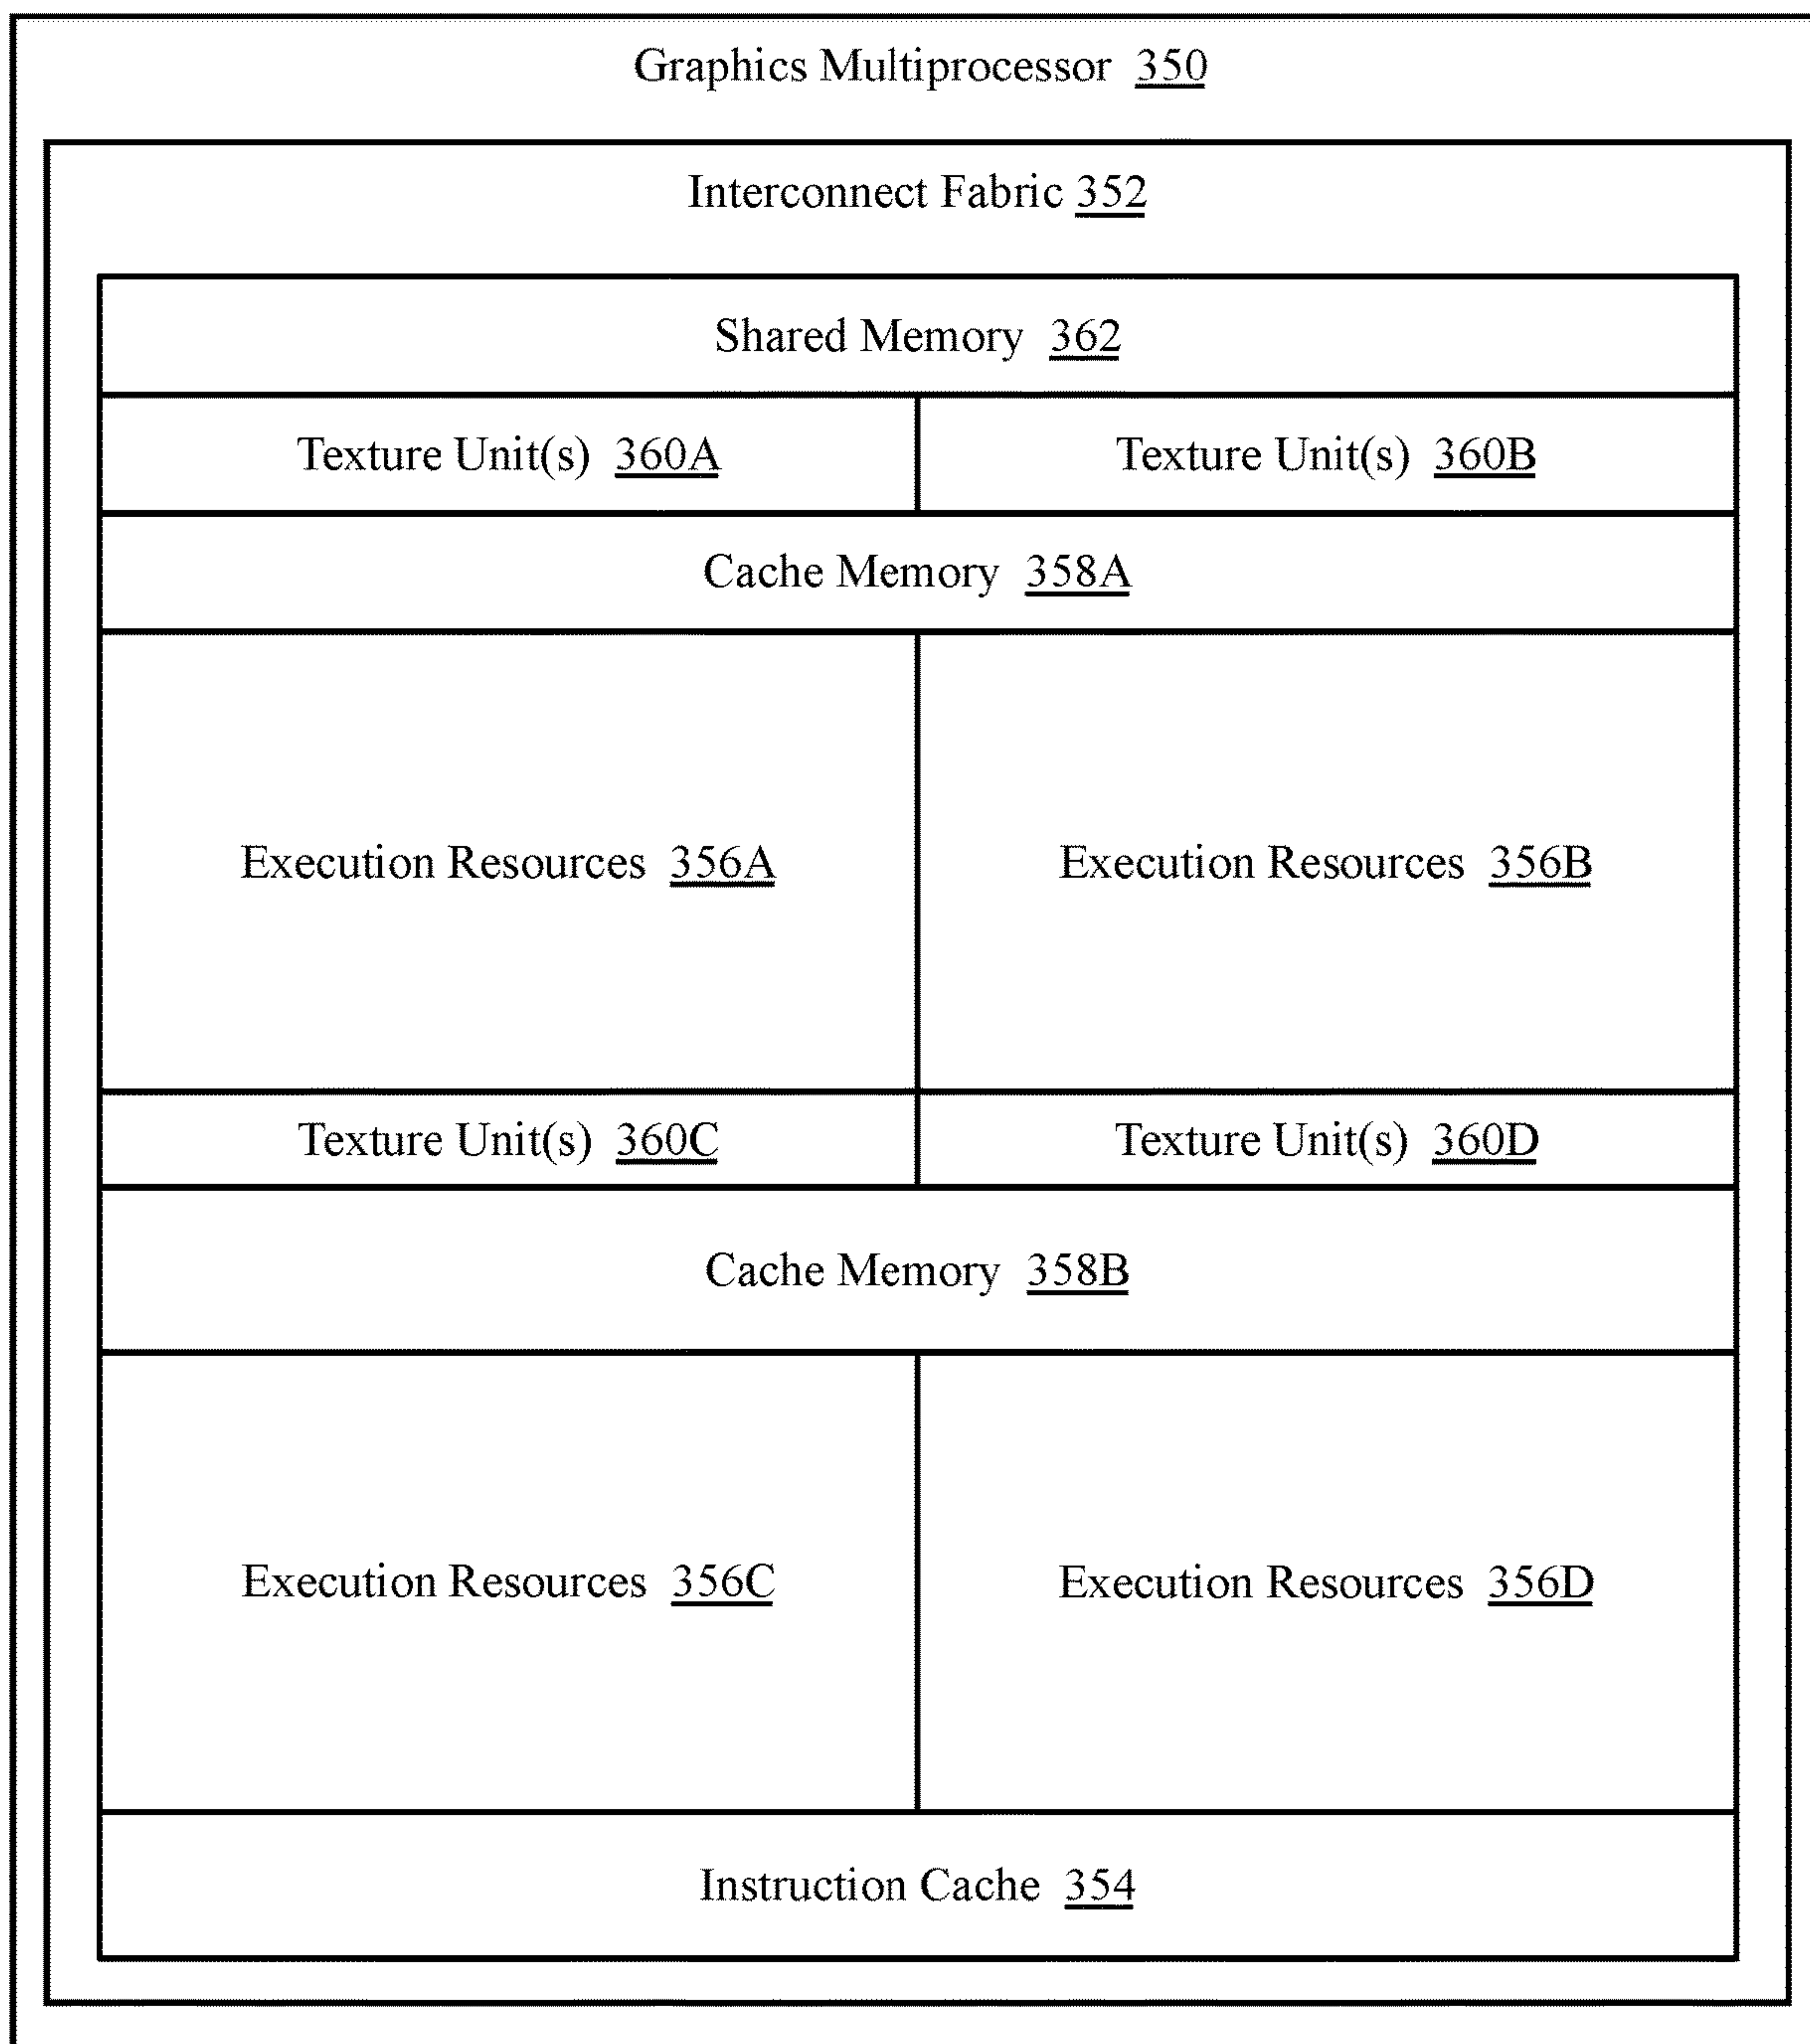 Graphics Multiprocessor 350
Interconnect Fabric 352
Shared Memory 362
Texture Unit(s) 360A
Texture Unit(s) 360B
Cache Memory 358A
Execution Resources 356A
Execution Resources 356B
Texture Unit(s) 360C
Texture Unit(s) 360D
Cache Memory 358B
Execution Resources 356C
Execution Resources 356D
Instruction Cache 354